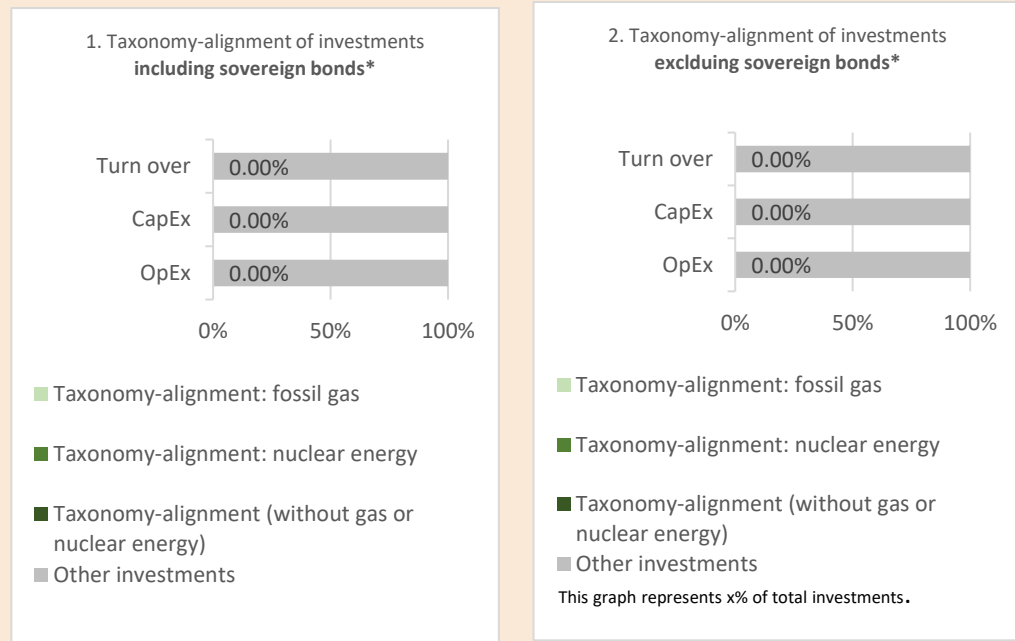 1. Taxonomy-alignment of investments
including sovereign bonds*
Turn over
0.00%
CapEx
0.00%
OpEx
0.00%
0%
50%
100%
Taxonomy-alignment: fossil gas
Taxonomy-alignment: nuclear energy
Taxonomy-alignment (without gas or
nuclear energy)
Other investments
2. Taxonomy-alignment of investments
exclduing sovereign bonds*
Turn over
0.00%
CapEx
0.00%
OpEx
0.00%
0%
50%
100%
Taxonomy-alignment: fossil gas
Taxonomy-alignment: nuclear energy
Taxonomy-alignment (without gas or
nuclear energy)
Other investments
This graph represents x% of total investments.